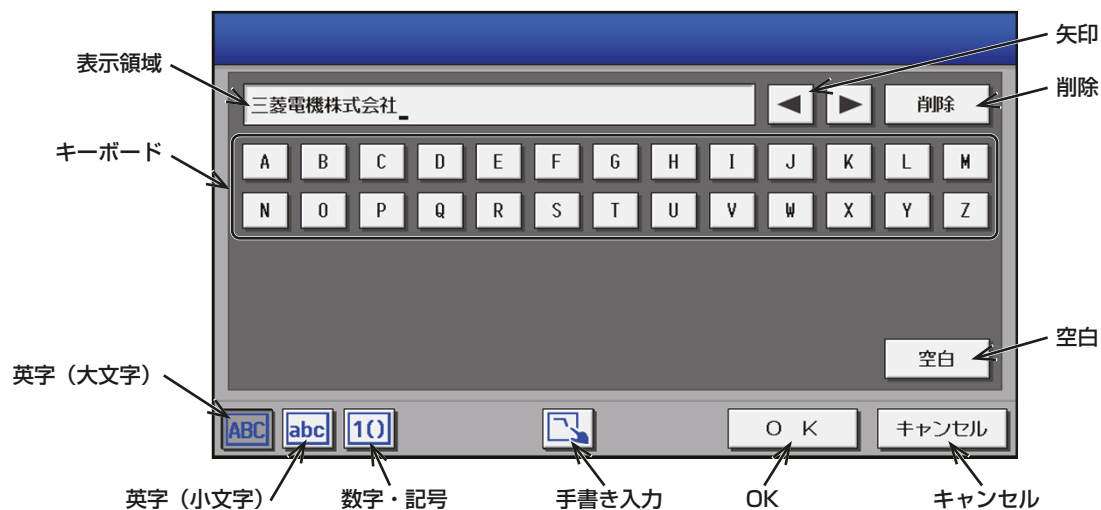 矢印
表示領域
削除
三菱電機株式会社_
削除
キーボード
A B C D E F G H I J K L M
N O P Q R S T U V W X Y Z
空白
空白
英字（大文字）
ABC abc 1() O K キャンセル
英字（小文字） 数字・記号 手書き入力 OK キャンセル